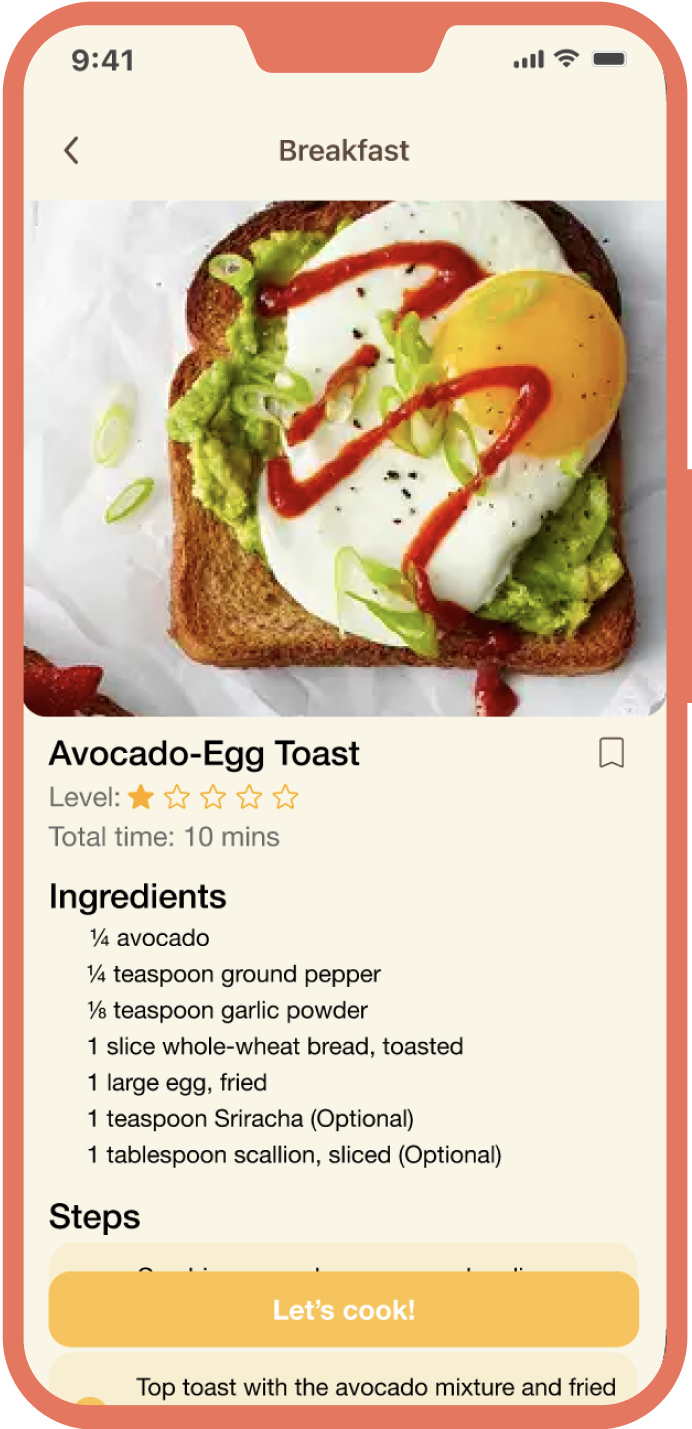 9:41
Breakfast
Avocado-Egg Toast
Level:
Total time: 10 mins
Ingredients
¼ avocado
¼ teaspoon ground pepper
⅛ teaspoon garlic powder
1 slice whole-wheat bread, toasted
1 large egg, fried
1 teaspoon Sriracha (Optional)
1 tablespoon scallion, sliced (Optional)
Steps
Let's cook!
Top toast with the avocado mixture and fried